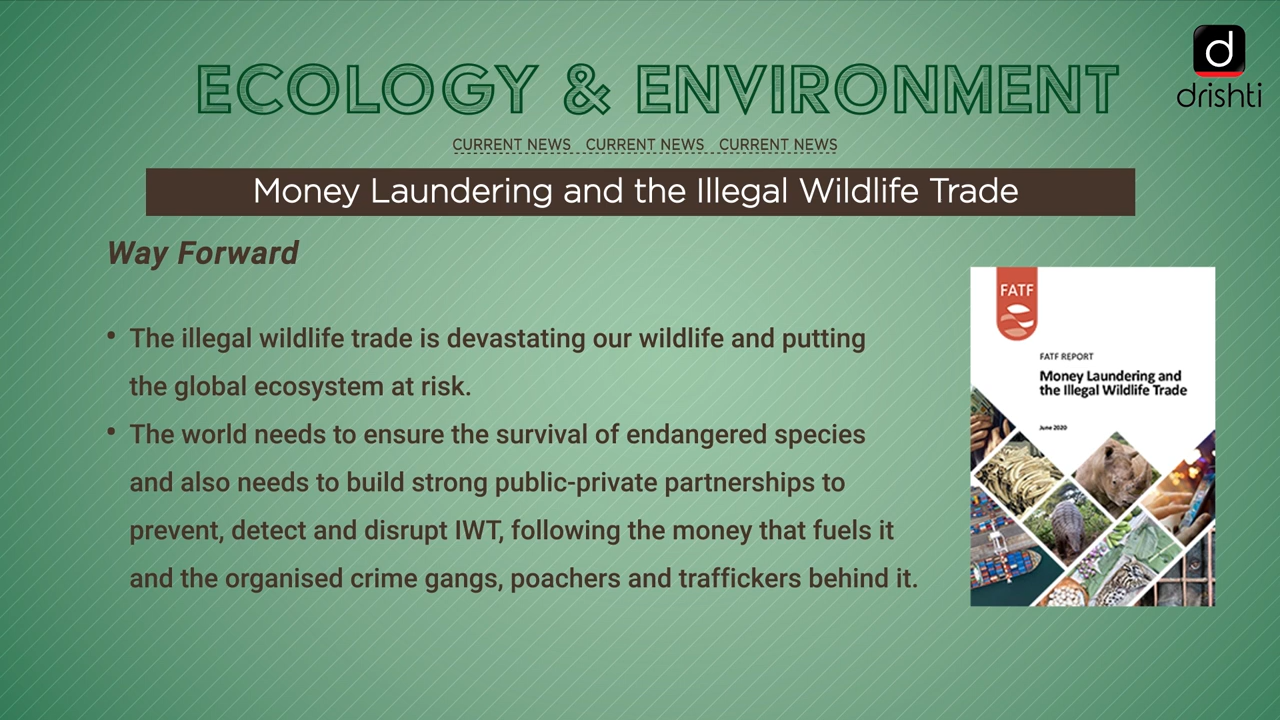 ECOLOGY & ENVIRONMENT
d
drishti
CURRENT NEWS CURRENT NEWS CURRENT NEWS
Money Laundering and the Illegal Wildlife Trade
Way Forward
• The illegal wildlife trade is devastating our wildlife and putting
the global ecosystem at risk.
• The world needs to ensure the survival of endangered species
and also needs to build strong public-private partnerships to
prevent, detect and disrupt IWT, following the money that fuels it
and the organised crime gangs, poachers and traffickers behind it.
FATF
FATF REPORT
Money Laundering and
the Illegal Wildlife Trade
June 2020